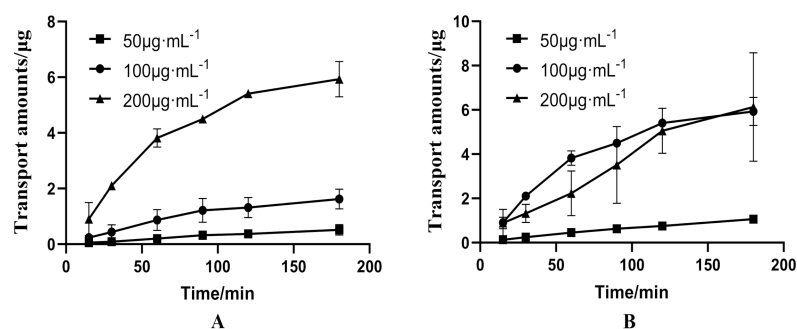 Transport amounts/μg
8
6
4
2
0
50μg·mL⁻¹
100μg·mL⁻¹
200μg·mL⁻¹
0 50 100 150 200
Time/min
A
Transport amounts/μg
10
8
6
4
2
0
50μg·mL⁻¹
100μg·mL⁻¹
200μg·mL⁻¹
0 50 100 150 200
Time/min
B